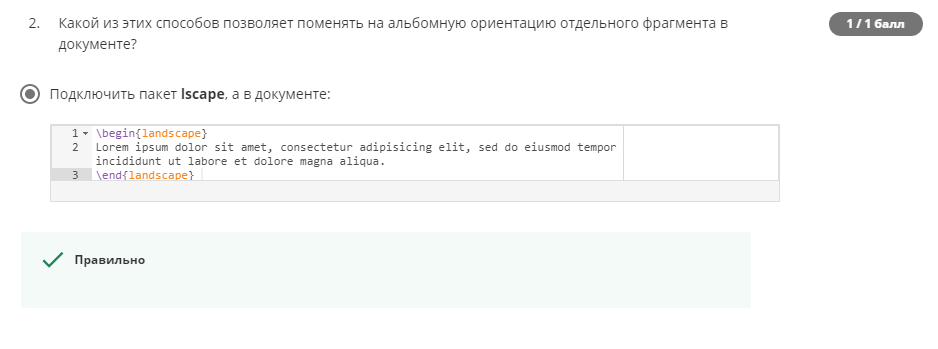 2. Какой из этих способов позволяет поменять на альбомную ориентацию отдельного фрагмента в
документе?
1 / 1 балл
Подключить пакет lscape, а в документе:
1 \begin{landscape}
2 Lorem ipsum dolor sit amet, consectetur adipisicing elit, sed do eiusmod tempor
incididunt ut labore et dolore magna aliqua.
3 \end{landscape}
Правильно